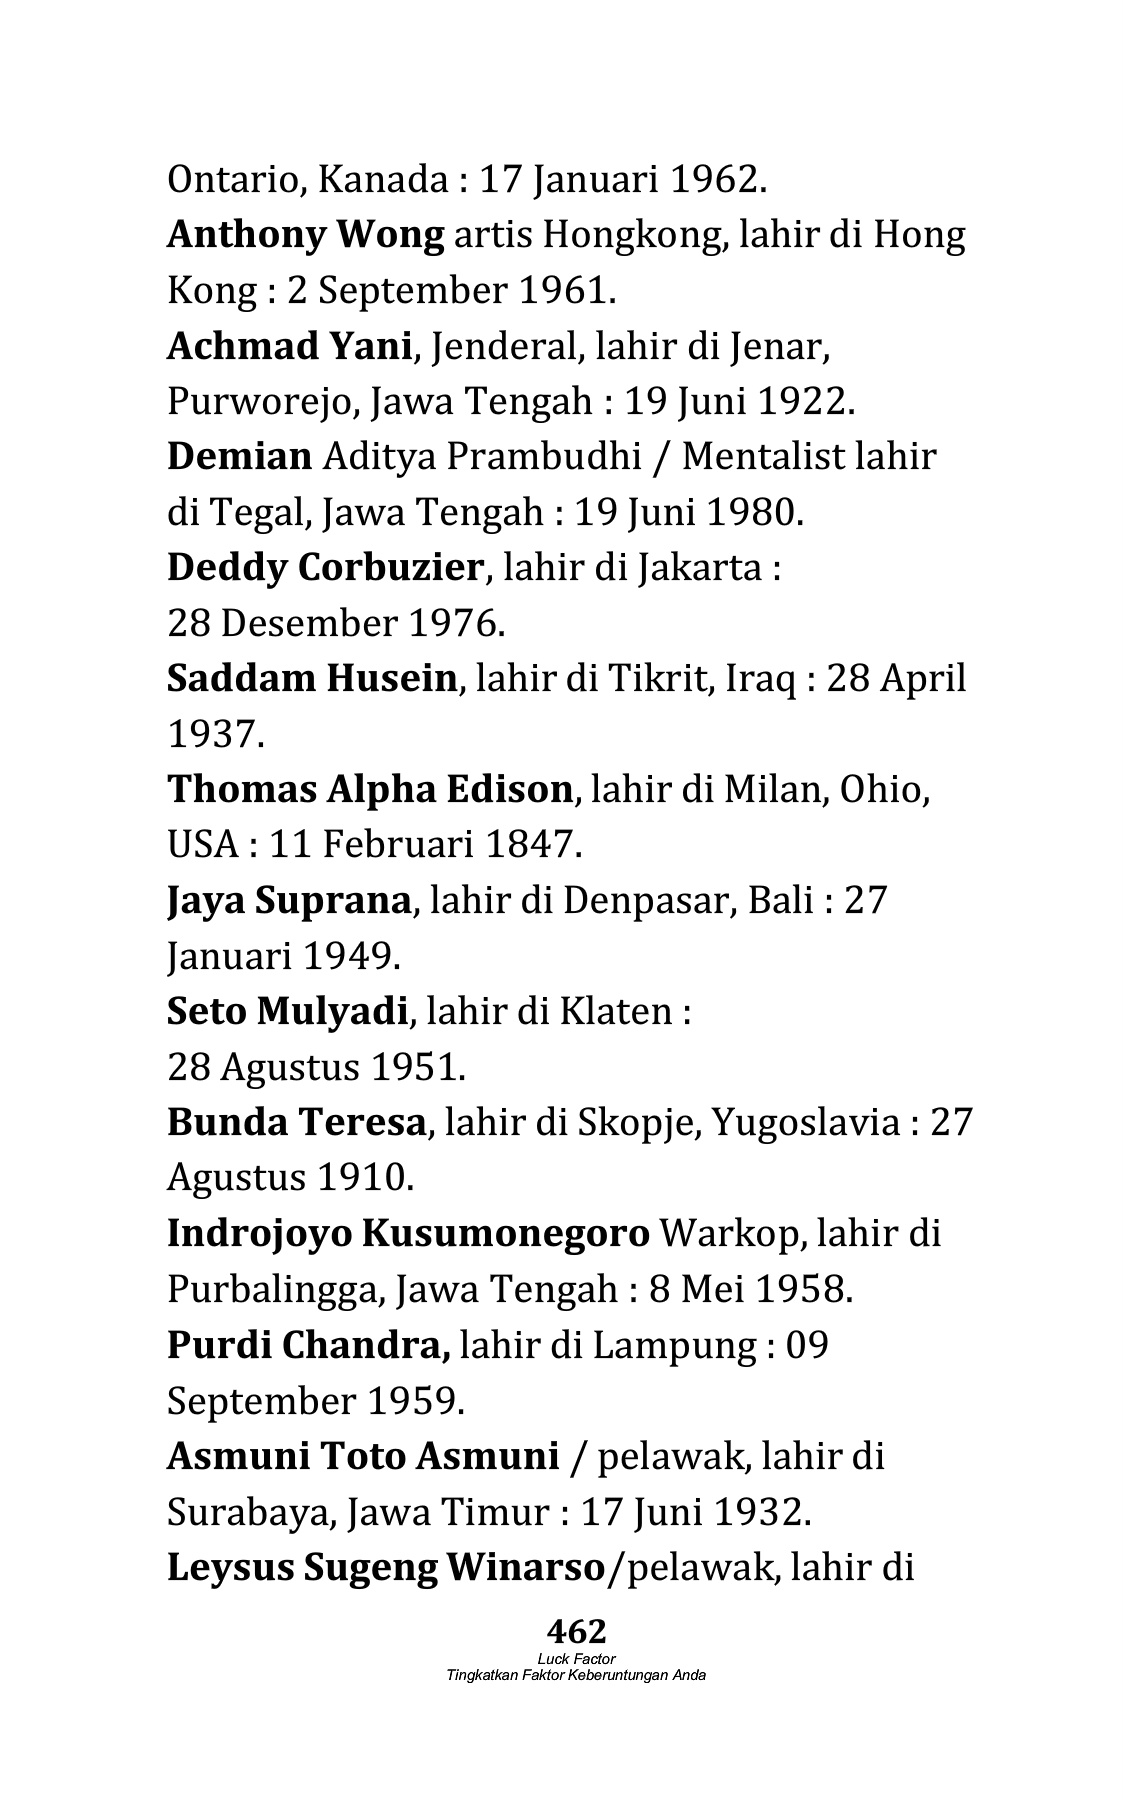 Ontario, Kanada : 17 Januari 1962.
Anthony Wong artis Hongkong, lahir di Hong
Kong : 2 September 1961.
Achmad Yani, Jenderal, lahir di Jenar,
Purworejo, Jawa Tengah : 19 Juni 1922.
Demian Aditya Prambudhi / Mentalist lahir
di Tegal, Jawa Tengah : 19 Juni 1980.
Deddy Corbuzier, lahir di Jakarta :
28 Desember 1976.
Saddam Husein, lahir di Tikrit, Iraq : 28 April
1937.
Thomas Alpha Edison, lahir di Milan, Ohio,
USA : 11 Februari 1847.
Jaya Suprana, lahir di Denpasar, Bali : 27
Januari 1949.
Seto Mulyadi, lahir di Klaten :
28 Agustus 1951.
Bunda Teresa, lahir di Skopje, Yugoslavia : 27
Agustus 1910.
Indrojoyo Kusumonegoro Warkop, lahir di
Purbalingga, Jawa Tengah : 8 Mei 1958.
Purdi Chandra, lahir di Lampung : 09
September 1959.
Asmuni Toto Asmuni / pelawak, lahir di
Surabaya, Jawa Timur : 17 Juni 1932.
Leysus Sugeng Winarso/pelawak, lahir di
462
Luck Factor
Tingkatkan Faktor Keberuntungan Anda